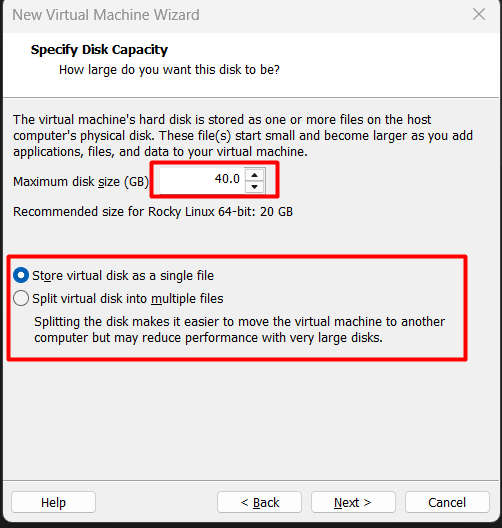 New Virtual Machine Wizard
Specify Disk Capacity
How large do you want this disk to be?
The virtual machine's hard disk is stored as one or more files on the host
computer's physical disk. These file(s) start small and become larger as you add
applications, files, and data to your virtual machine.
Maximum disk size (GB) 40.0
Recommended size for Rocky Linux 64-bit: 20 GB
Store virtual disk as a single file
Split virtual disk into multiple files
Splitting the disk makes it easier to move the virtual machine to another
computer but may reduce performance with very large disks.
Help < Back Next > Cancel